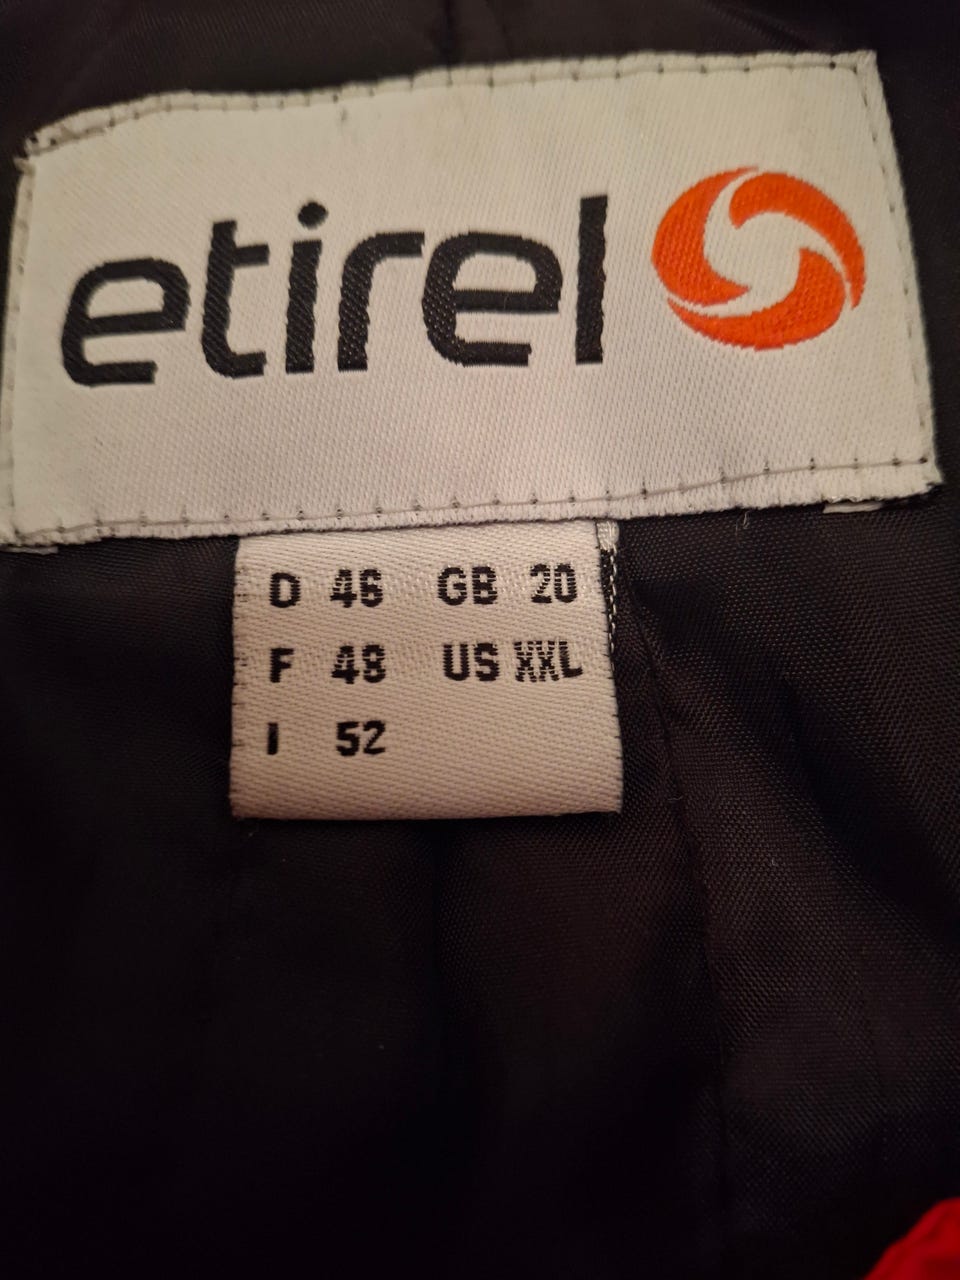 etirel
D 46 GB 20
F 48 US XXL
I 52